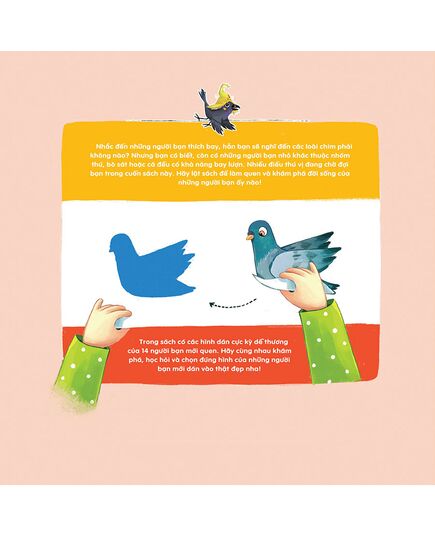 Nhắc đến những người bạn thích bay, hẳn bạn sẽ nghĩ đến các loài chim phải
không nào? Nhưng bạn có biết, còn có những người bạn nhỏ khác thuộc nhóm
thú, bò sát hoặc cá đều có khả năng bay lượn. Nhiều điều thú vị đang chờ đợi
bạn trong cuốn sách này. Hãy lật sách để làm quen và khám phá đời sống của
những người bạn ấy nào!
Trong sách có các hình dán cực kỳ dễ thương
của 14 người bạn mới quen. Hãy cùng nhau khám
phá, học hỏi và chọn đúng hình của những người
bạn mới dán vào thật đẹp nha!